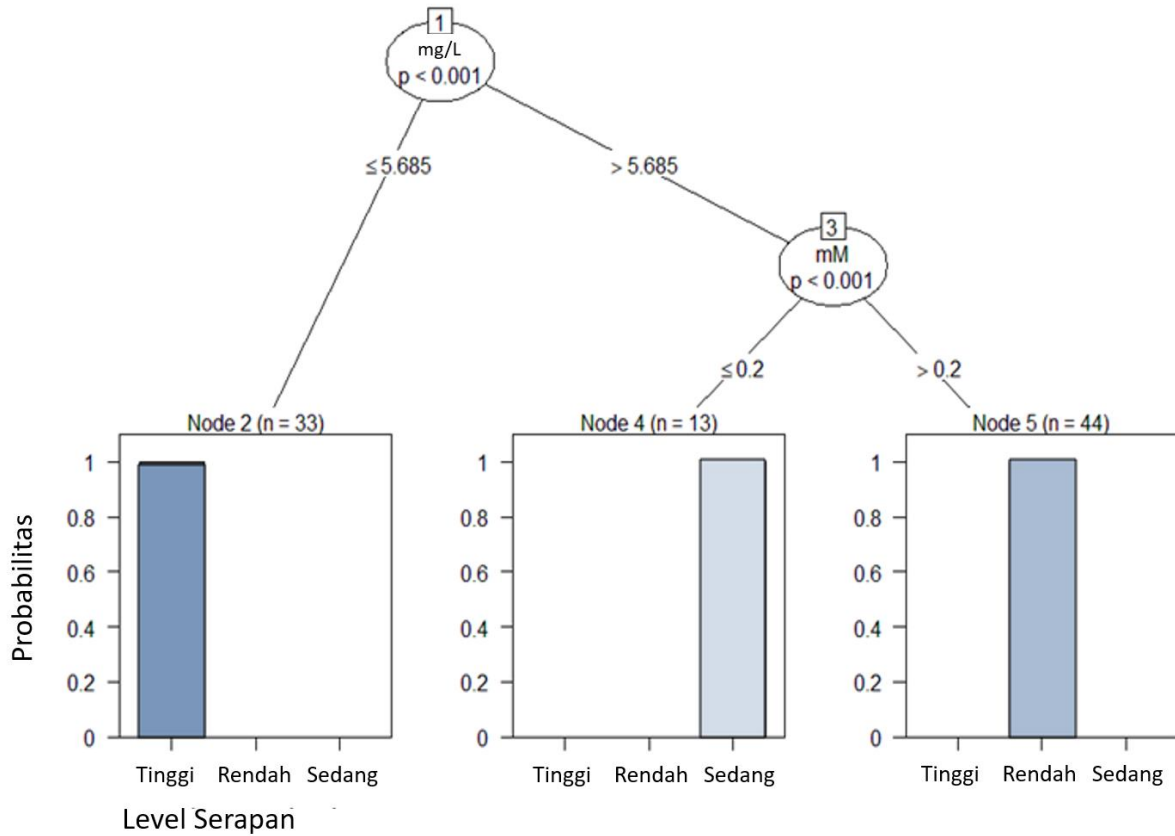 1
mg/L
p < 0.001
≤ 5.685
> 5.685
3
mM
p < 0.001
≤ 0.2
> 0.2
Node 2 (n = 33)
Node 4 (n = 13)
Node 5 (n = 44)
Probabilitas
1
0.8
0.6
0.4
0.2
0
Tinggi Rendah Sedang
1
0.8
0.6
0.4
0.2
0
Tinggi Rendah Sedang
1
0.8
0.6
0.4
0.2
0
Tinggi Rendah Sedang
Level Serapan